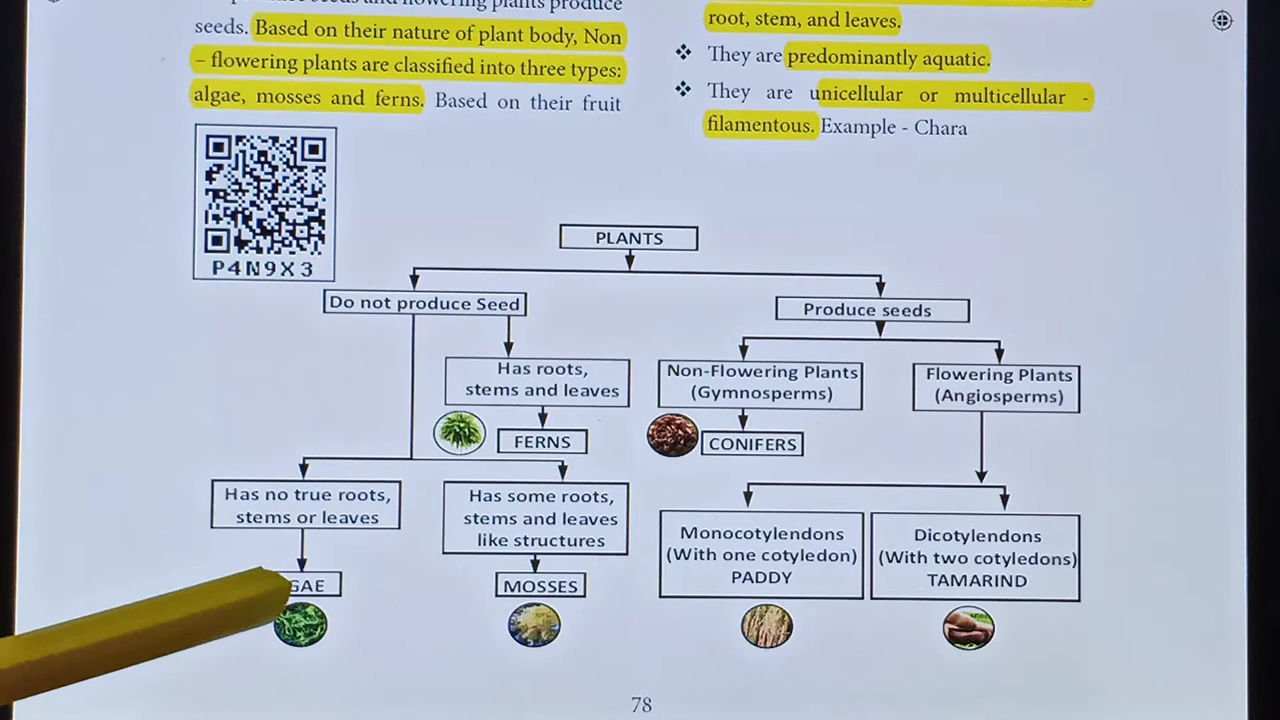 seeds and flowering plants produce
seeds. Based on their nature of plant body, Non
– flowering plants are classified into three types:
algae, mosses and ferns. Based on their fruit
root, stem, and leaves.
❖ They are predominantly aquatic.
❖ They are unicellular or multicellular -
filamentous. Example - Chara
P4N9X3
PLANTS
Do not produce Seed
Produce seeds
Has roots,
stems and leaves
FERNS
Non-Flowering Plants
(Gymnosperms)
CONIFERS
Flowering Plants
(Angiosperms)
Has no true roots,
stems or leaves
GAE
Has some roots,
stems and leaves
like structures
MOSSES
Monocotylendons
(With one cotyledon)
PADDY
Dicotylendons
(With two cotyledons)
TAMARIND
78